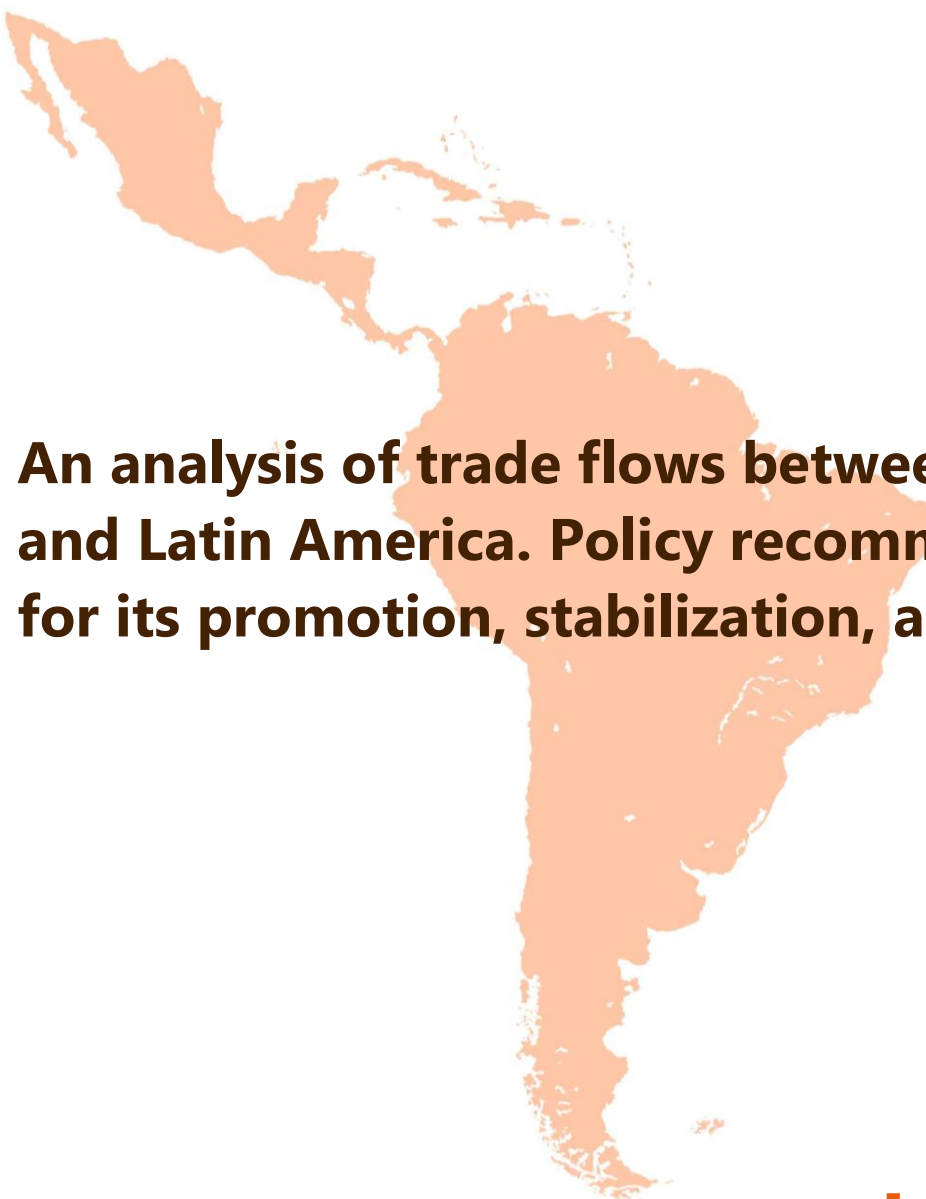 An analysis of trade flows betwee
and Latin America. Policy recomm
for its promotion, stabilization, a